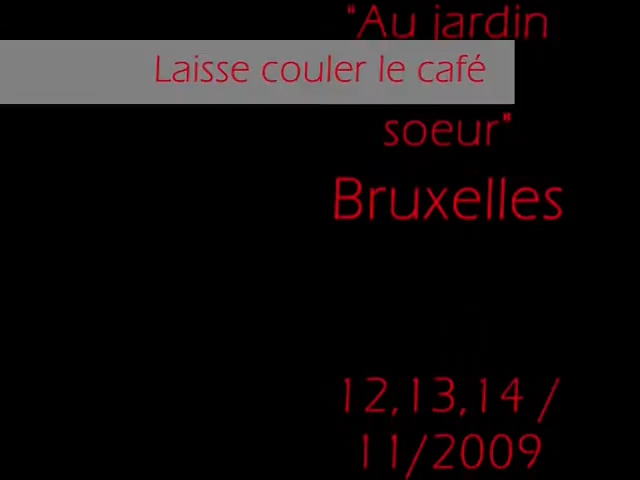 "Au jardin
Laisse couler le café
soeur"
Bruxelles
12,13,14 /
11/2009